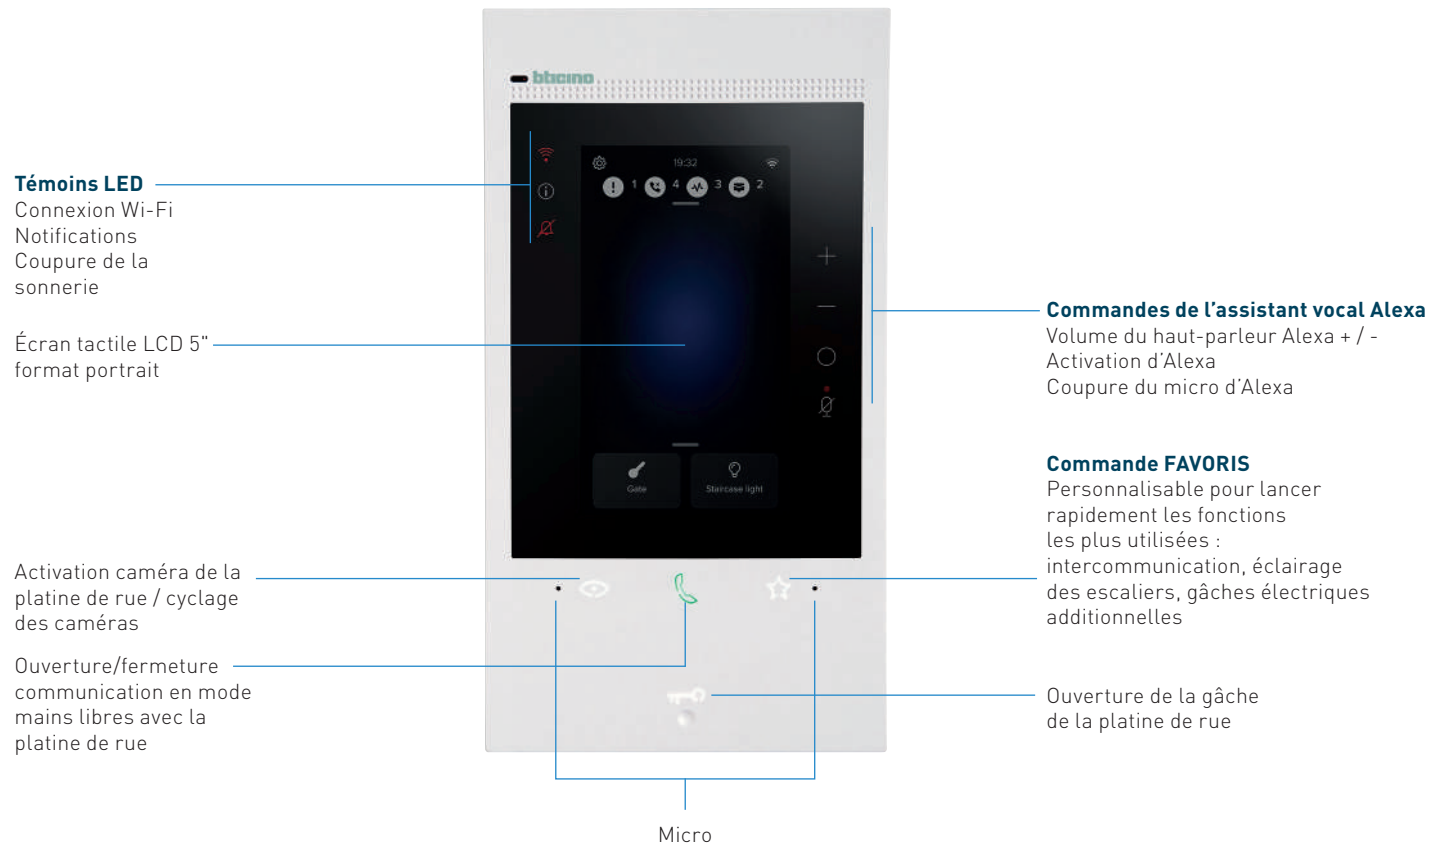 bticino
19:32
1 4 3 2
Gate
Staircase light
Témoins LED
Connexion Wi-Fi
Notifications
Coupure de la
sonnerie
Écran tactile LCD 5"
format portrait
Activation caméra de la
platine de rue / cyclage
des caméras
Ouverture/fermeture
communication en mode
mains libres avec la
platine de rue
Commandes de l’assistant vocal Alexa
Volume du haut-parleur Alexa + / -
Activation d’Alexa
Coupure du micro d’Alexa
Commande FAVORIS
Personnalisable pour lancer
rapidement les fonctions
les plus utilisées :
intercommunication, éclairage
des escaliers, gâches électriques
additionnelles
Ouverture de la gâche
de la platine de rue
Micro